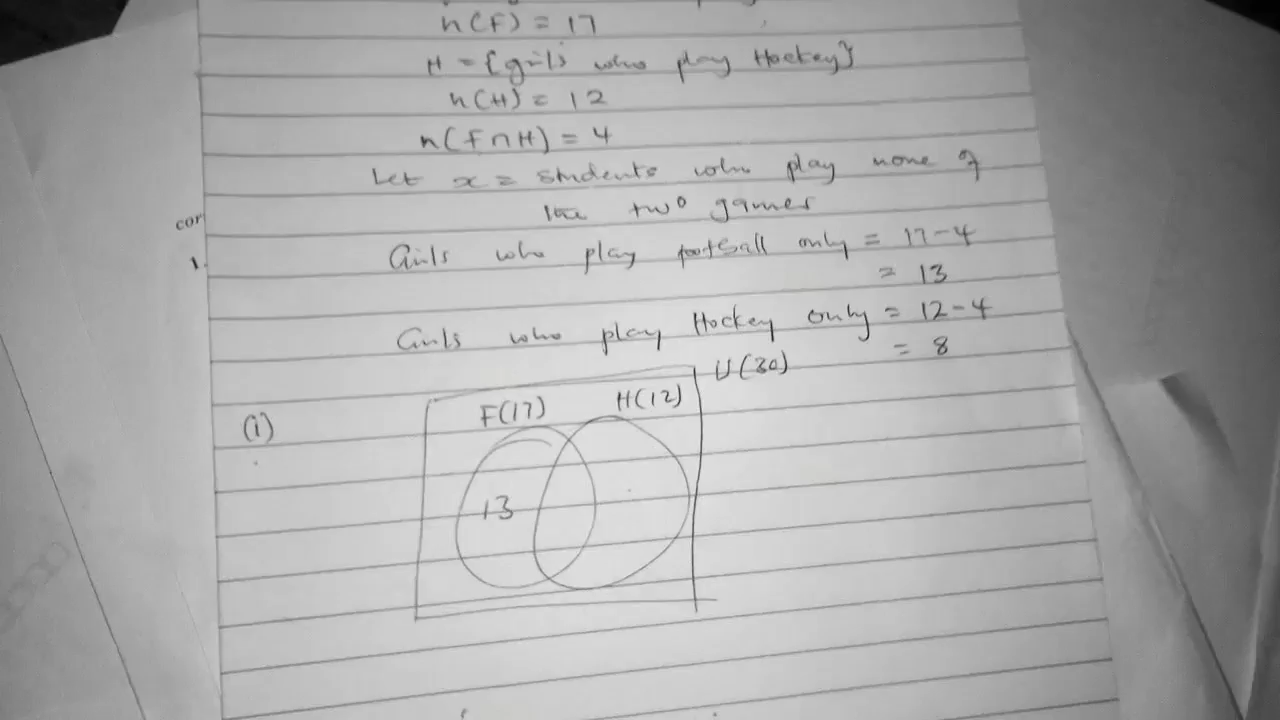 n(F) = 17
H = {girls who play Hockey}
n(H) = 12
n(F∩H) = 4
Let x = students who play none of
the two games
cor
Girls who play football only = 17-4
= 13
Girls who play Hockey only = 12-4
= 8
(i)
F(17) H(12) U(30)
13